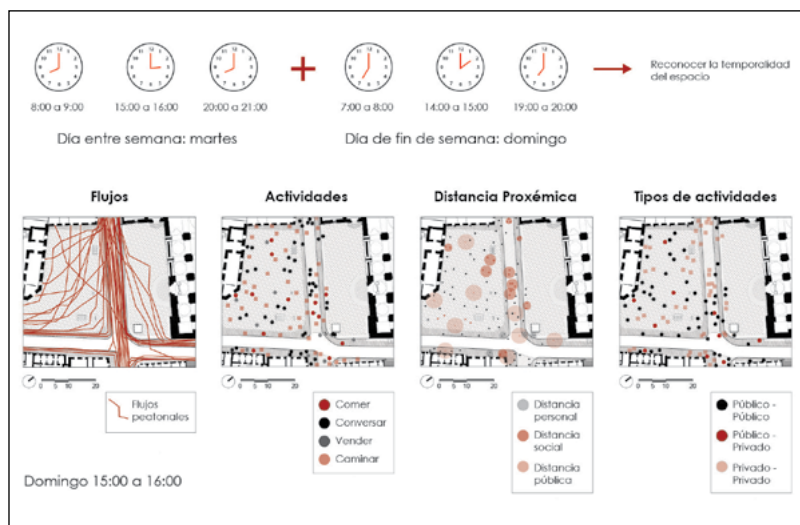 8:00 a 9:00
15:00 a 16:00
20:00 a 21:00
7:00 a 8:00
14:00 a 15:00
19:00 a 20:00
Reconocer la temporalidad
del espacio
Día entre semana: martes
Día de fin de semana: domingo
Flujos
Actividades
Distancia Proxémica
Tipos de actividades
0 5 10 20
0 5 10 20
0 5 10 20
0 5 10 20
Flujos
peatonales
Comer
Conversar
Vender
Caminar
Distancia
personal
Distancia
social
Distancia
pública
Público -
Público
Público -
Privado
Privado -
Privado
Domingo 15:00 a 16:00